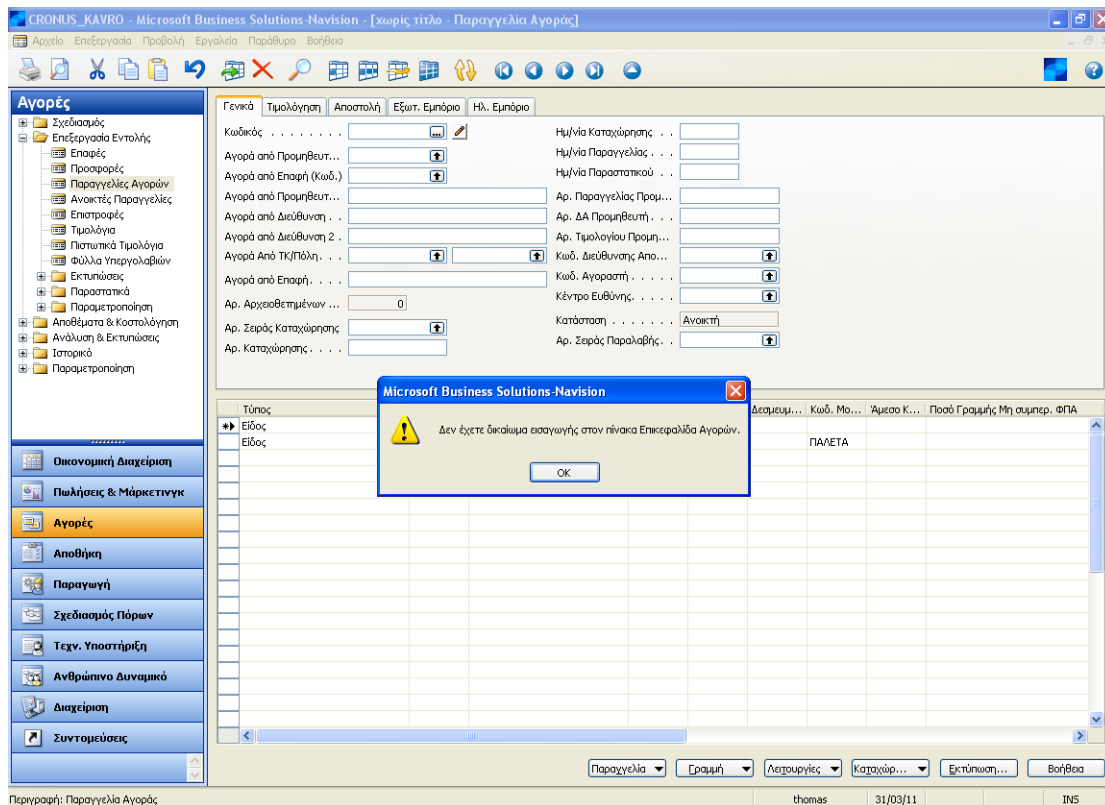 CRONUS_KAVRO - Microsoft Business Solutions-Navision - [χωρίς τίτλο - Παραγγελία Αγοράς]
Αρχείο Επεξεργασία Προβολή Εργαλεία Παράθυρο Βοήθεια
Αγορές
Σχεδιασμός
Επεξεργασία Εντολής
Επαφές
Προσφορές
Παραγγελίες Αγορών
Ανοικτές Παραγγελίες
Επιστροφές
Τιμολόγια
Πιστωτικά Τιμολόγια
Φύλλα Υπεργολαβιών
Εκτυπώσεις
Παραστατικά
Παραμετροποίηση
Αποθέματα & Κοστολόγηση
Ανάλυση & Εκτυπώσεις
Ιστορικό
Παραμετροποίηση
Οικονομική Διαχείριση
Πωλήσεις & Μάρκετινγκ
Αγορές
Αποθήκη
Παραγωγή
Σχεδιασμός Πόρων
Τεχν. Υποστήριξη
Ανθρώπινο Δυναμικό
Διαχείριση
Συντομεύσεις
Γενικά Τιμολόγηση Αποστολή Εξωτ. Εμπόριο Ηλ. Εμπόριο
Κωδικός . . . . . . . .
Αγορά από Προμηθευτ...
Αγορά από Επαφή (Κωδ.)
Αγορά από Προμηθευτ...
Αγορά από Διεύθυνση . .
Αγορά από Διεύθυνση 2 .
Αγορά Από ΤΚ/Πόλη. . .
Αγορά από Επαφή. . . .
Αρ. Αρχειοθετημένων ... 0
Αρ. Σειράς Καταχώρησης
Αρ. Καταχώρησης. . . .
Ημ/νία Καταχώρησης . .
Ημ/νία Παραγγελίας . . .
Ημ/νία Παραστατικού . .
Αρ. Παραγγελίας Προμ...
Αρ. ΔΑ Προμηθευτή. . .
Αρ. Τιμολογίου Προμη...
Κωδ. Διεύθυνσης Απο...
Κωδ. Αγοραστή . . . . .
Κέντρο Ευθύνης. . . . .
Κατάσταση . . . . . . . Ανοικτή
Αρ. Σειράς Παραλαβής. .
Τύπος Δεσμευμ... Κωδ. Μο... Άμεσο Κ... Ποσό Γραμμής Μη συμπερ. ΦΠΑ
Είδος
Είδος ΠΑΛΕΤΑ
Microsoft Business Solutions-Navision
Δεν έχετε δικαίωμα εισαγωγής στον πίνακα Επικεφαλίδα Αγορών.
OK
Παραγγελία Γραμμή Λειτουργίες Καταχώρ... Εκτύπωση... Βοήθεια
Περιγραφή: Παραγγελία Αγοράς thomas 31/03/11 INS